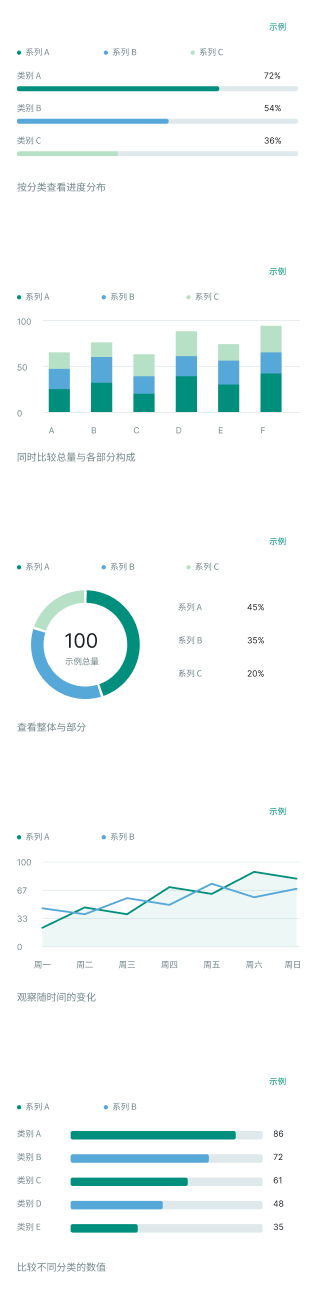 示例
系列 A 系列 B 系列 C
类别 A 72%
类别 B 54%
类别 C 36%
按分类查看进度分布
示例
系列 A 系列 B 系列 C
100
50
0
A B C D E F
同时比较总量与各部分构成
示例
系列 A 系列 B 系列 C
100
示例总量
系列 A 45%
系列 B 35%
系列 C 20%
查看整体与部分
示例
系列 A 系列 B
100
67
33
0
周一 周二 周三 周四 周五 周六 周日
观察随时间的变化
示例
系列 A 系列 B
类别 A 86
类别 B 72
类别 C 61
类别 D 48
类别 E 35
比较不同分类的数值